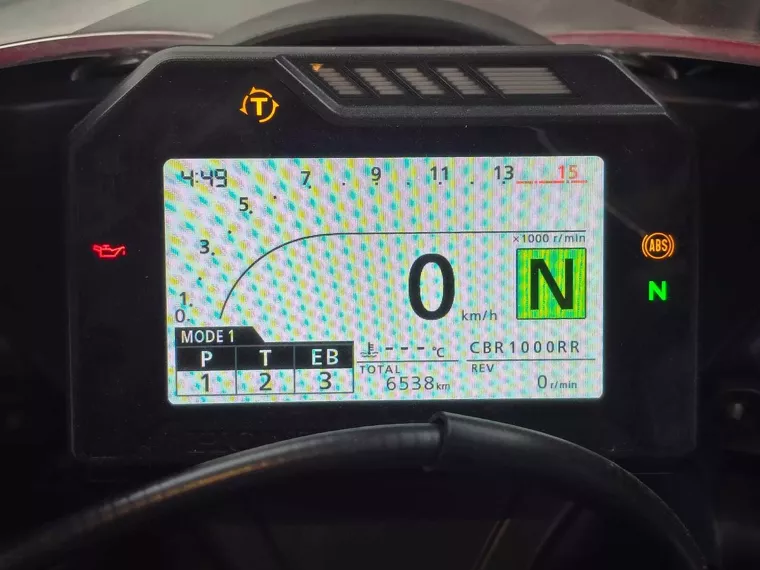 T
4:49
7 9 11 13 15
5
3
1
0
×1000 r/min
ABS
N
0 km/h
N
MODE 1
P T EB
1 2 3
---°C
CBR1000RR
TOTAL
6538km
REV
0r/min